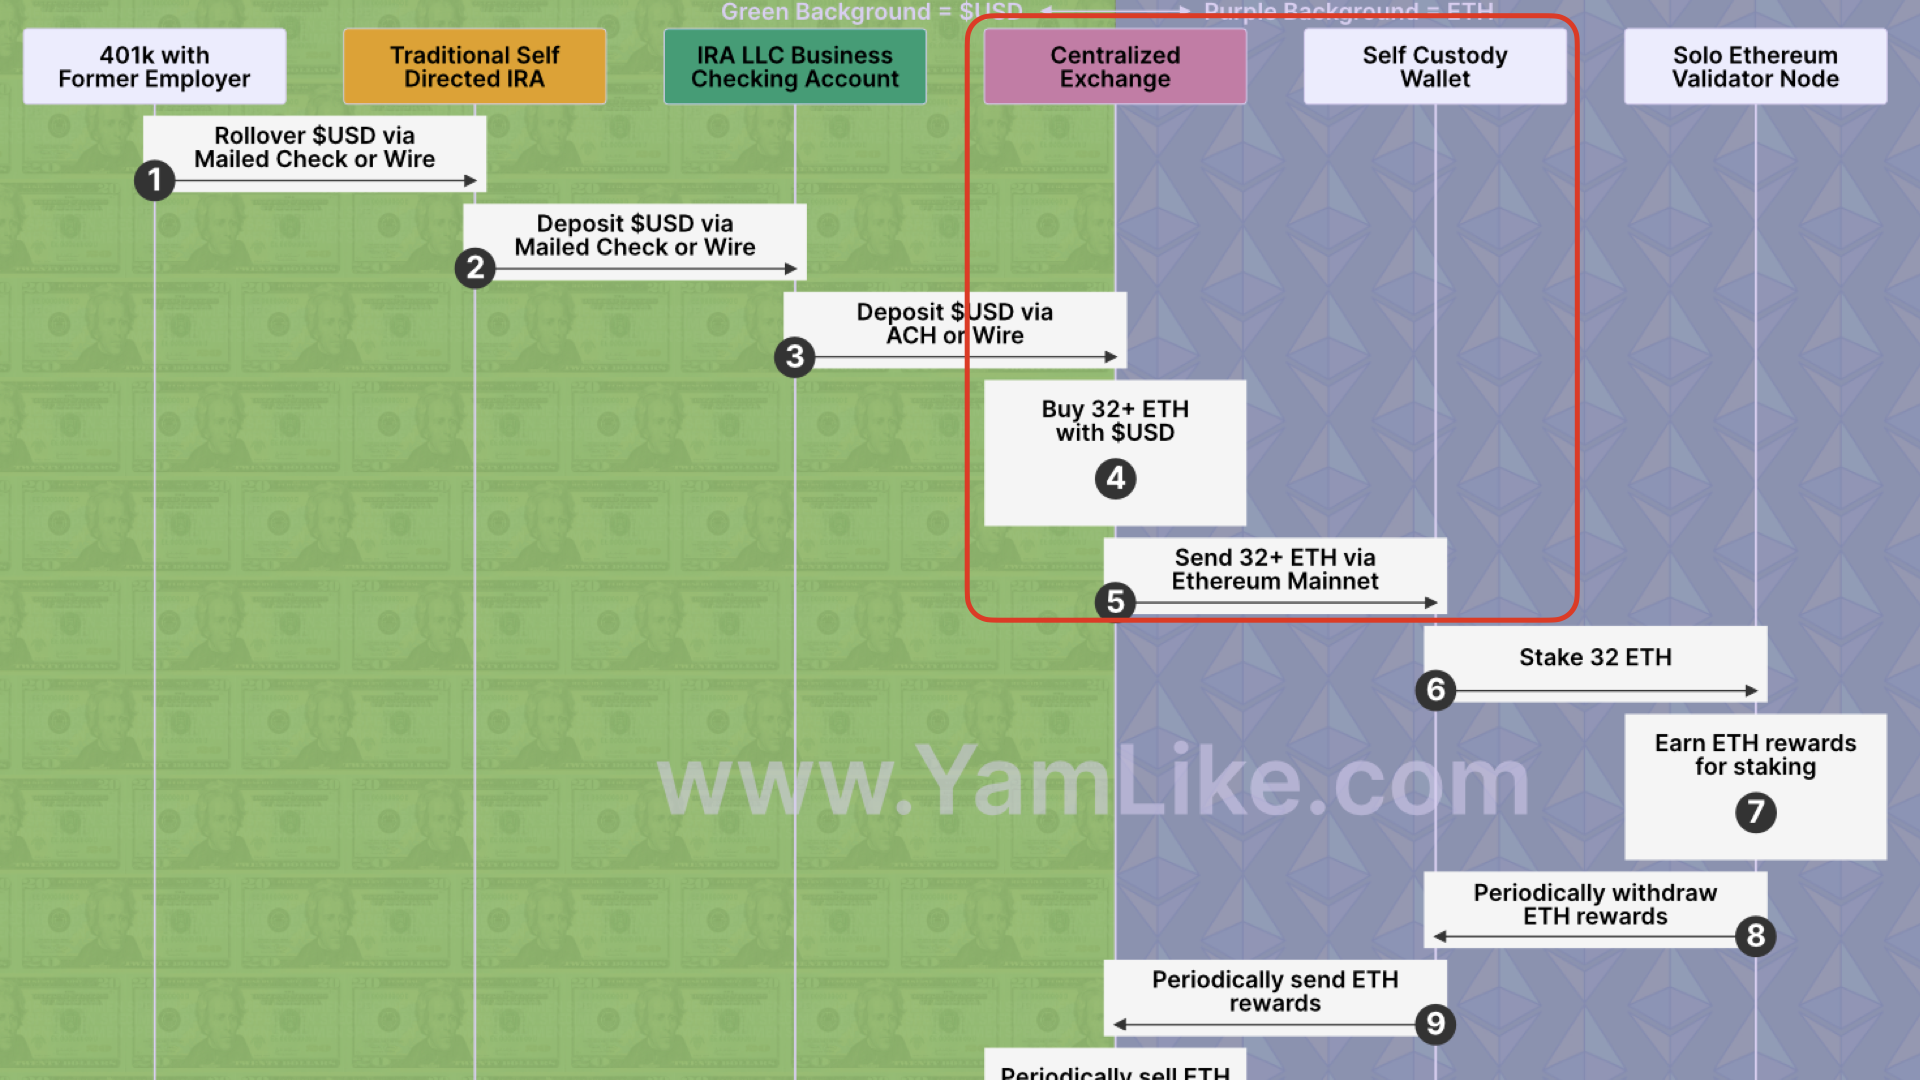 Green Background = $USD
Purple Background = ETH
401k with
Former Employer
Traditional Self
Directed IRA
IRA LLC Business
Checking Account
Centralized
Exchange
Self Custody
Wallet
Solo Ethereum
Validator Node
Rollover $USD via
Mailed Check or Wire
1
Deposit $USD via
Mailed Check or Wire
2
Deposit $USD via
ACH or Wire
3
Buy 32+ ETH
with $USD
4
Send 32+ ETH via
Ethereum Mainnet
5
Stake 32 ETH
6
www.YamLike.com
Earn ETH rewards
for staking
7
Periodically withdraw
ETH rewards
8
Periodically send ETH
rewards
9
Periodically sell ETH